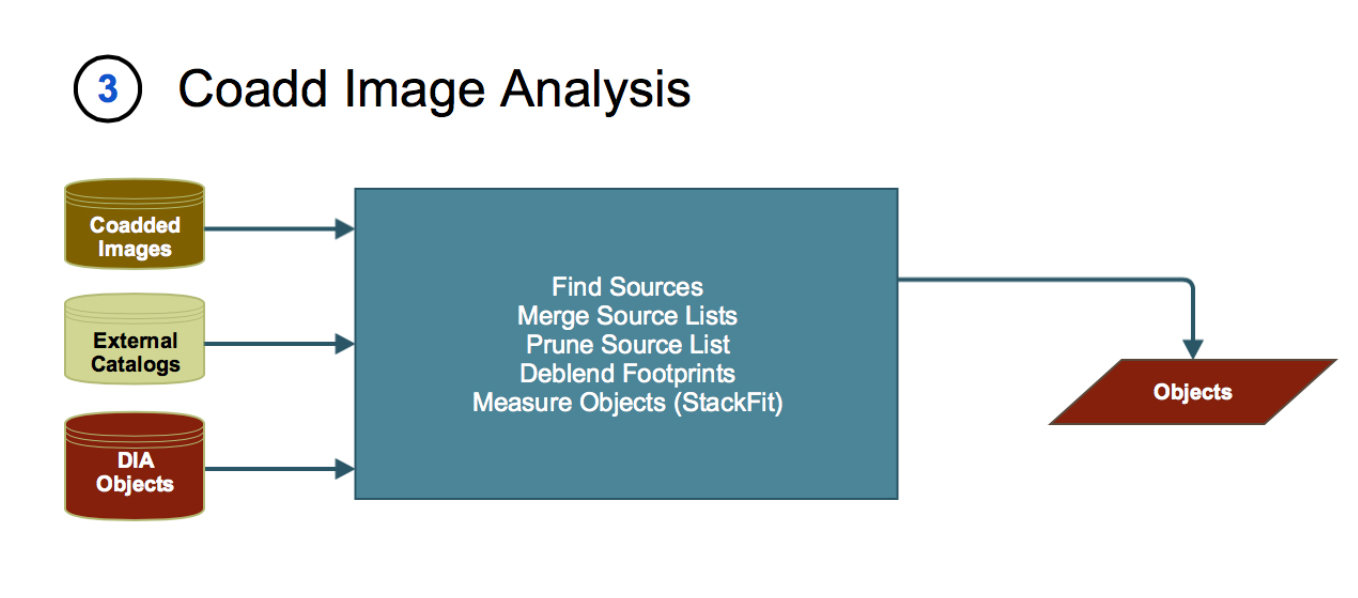 3 Coadd Image Analysis
Coadded
Images
External
Catalogs
DIA
Objects
Find Sources
Merge Source Lists
Prune Source List
Deblend Footprints
Measure Objects (StackFit)
Objects